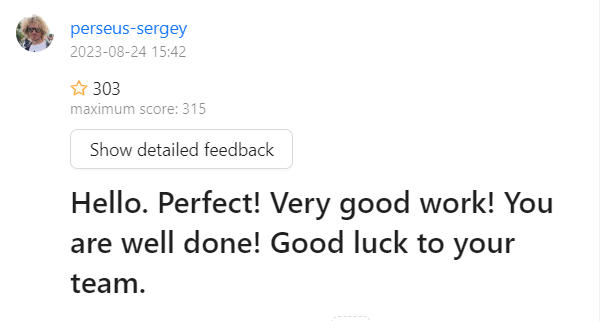 perseus-sergey
2023-08-24 15:42
303
maximum score: 315
Show detailed feedback
Hello. Perfect! Very good work! You
are well done! Good luck to your
team.